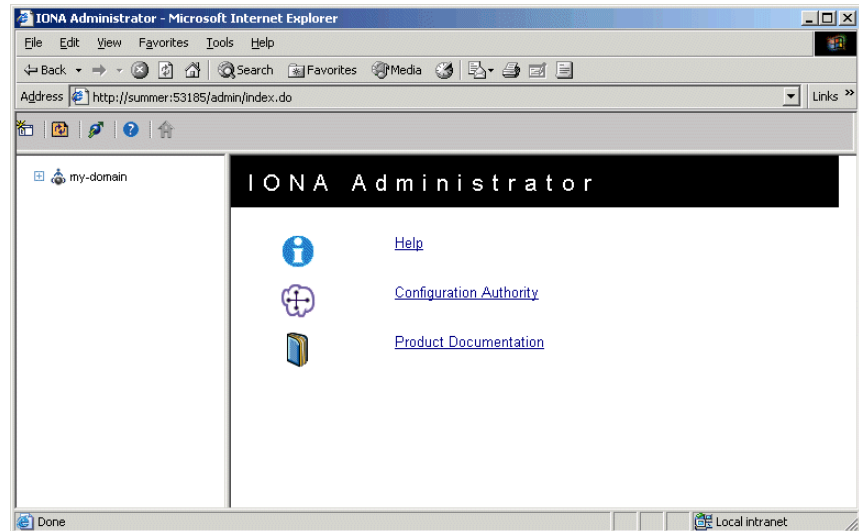 IONA Administrator - Microsoft Internet Explorer
File Edit View Favorites Tools Help
Back Search Favorites Media
Address http://summer:53185/admin/index.do Links »
my-domain
IONA Administrator
Help
Configuration Authority
Product Documentation
Done Local intranet